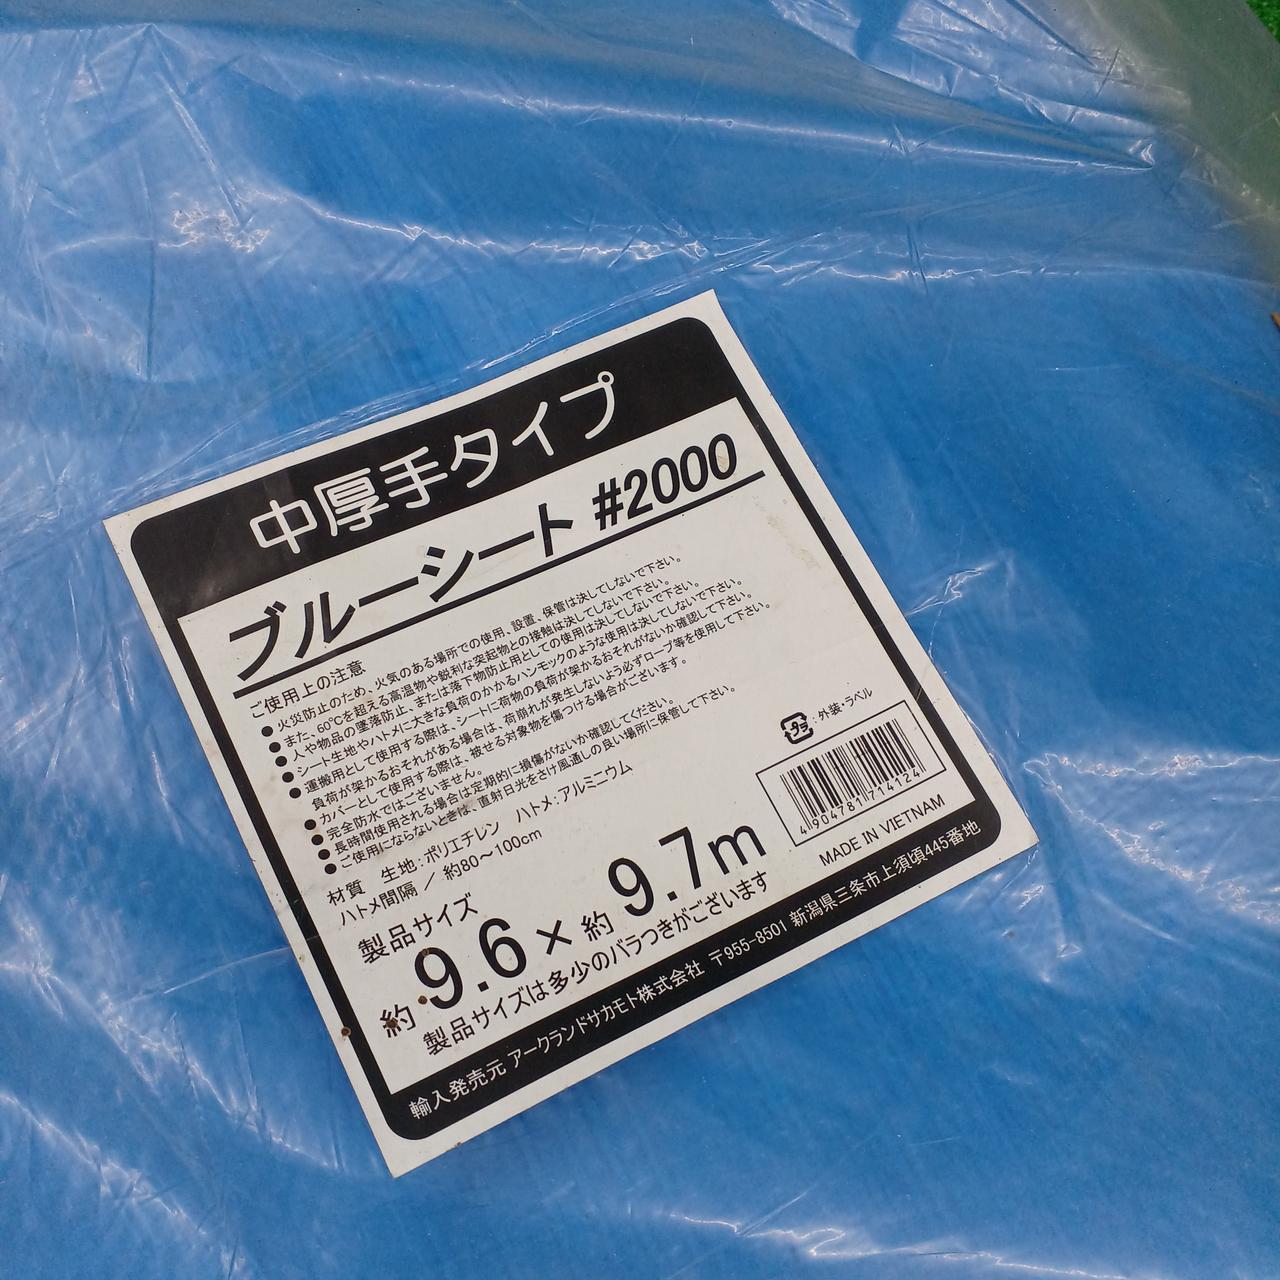 中厚手タイプ
ブルーシート #2000
ご使用上の注意
●火災防止のため、火気のある場所での使用、設置、保管は決してしないで下さい。
また、60℃を超える高温物や鋭利な突起物との接触は決してしないで下さい。
●人や物品の墜落防止、または落下物防止用としての使用は決してしないで下さい。
●シート生地やハトメに大きな負荷のかかるハンモックのような使用は決してしないで下さい。
●運搬用として使用する際は、シートに荷物の負荷が架かるおそれがないか確認して下さい。
負荷が架かるおそれがある場合は、荷崩れが発生しないよう必ずロープ等を使用して下さい。
●カバーとして使用する際は、被せる対象物を傷つける場合がございます。
●完全防水ではございません。
●長時間使用される場合は定期的に損傷がないか確認してください。
●ご使用にならないときは、直射日光をさけ風通しの良い場所に保管して下さい。
材質 生地:ポリエチレン ハトメ:アルミニウム
ハトメ間隔 / 約80~100cm
プラ :外装・ラベル
4 904781 714124
MADE IN VIETNAM
製品サイズ
約9.6×約9.7m
製品サイズは多少のバラつきがございます
輸入発売元 アークランドサカモト株式会社 〒955-8501 新潟県三条市上須頃445番地